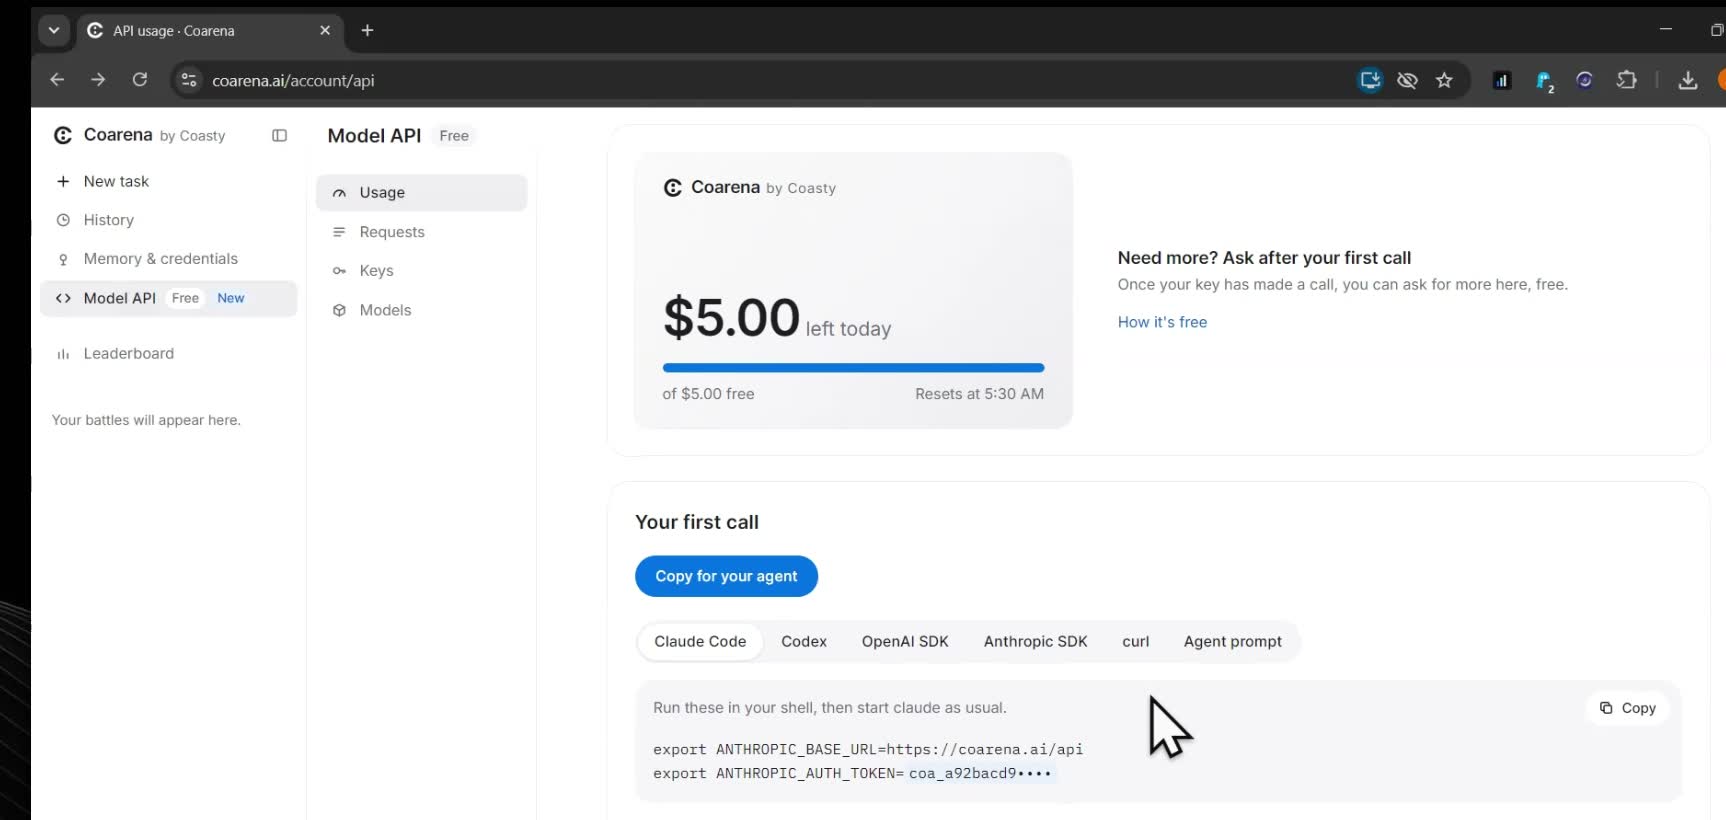 API usage · Coarena
coarena.ai/account/api
2
Coarena by Coasty
New task
History
Memory & credentials
Model API Free New
Leaderboard
Your battles will appear here.
Model API Free
Usage
Requests
Keys
Models
Coarena by Coasty
$5.00 left today
of $5.00 free Resets at 5:30 AM
Need more? Ask after your first call
Once your key has made a call, you can ask for more here, free.
How it's free
Your first call
Copy for your agent
Claude Code Codex OpenAI SDK Anthropic SDK curl Agent prompt
Run these in your shell, then start claude as usual.
Copy
export ANTHROPIC_BASE_URL=https://coarena.ai/api
export ANTHROPIC_AUTH_TOKEN=coa_a92bacd9••••